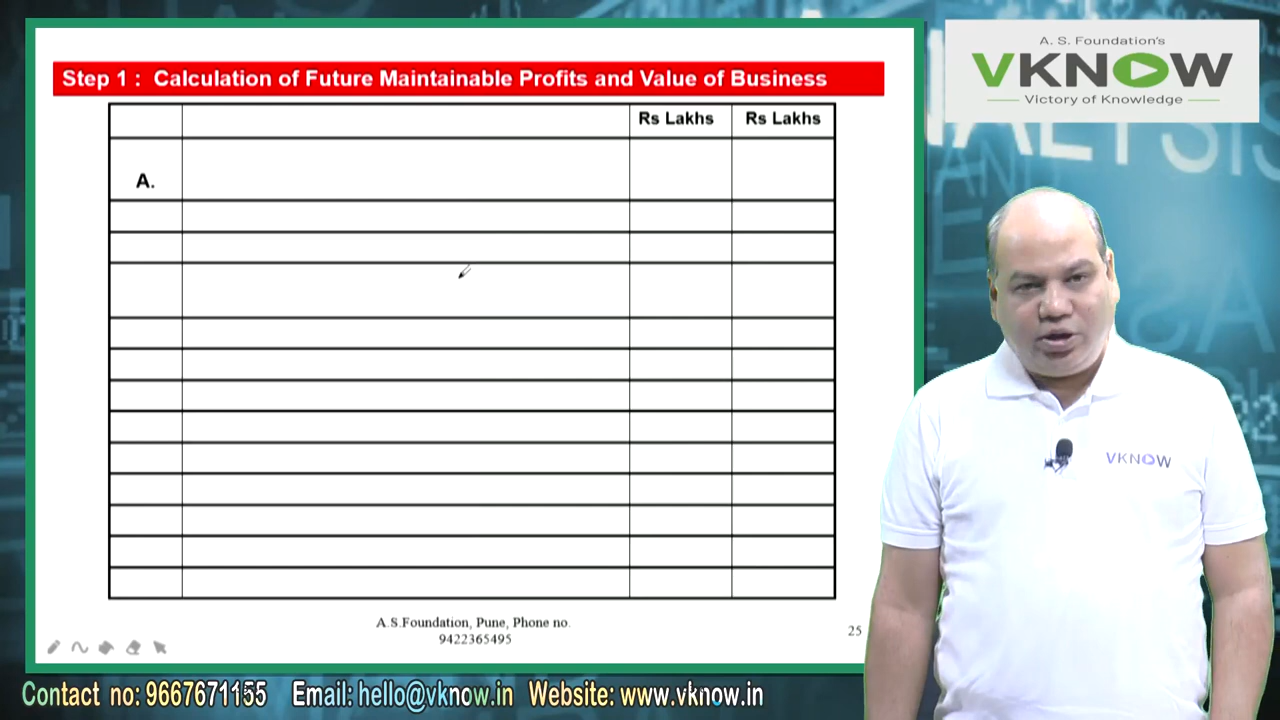 A. S. Foundation's
VKNOW
Victory of Knowledge
Step 1 : Calculation of Future Maintainable Profits and Value of Business
Rs Lakhs Rs Lakhs
A.
VKNOW
A.S.Foundation, Pune, Phone no.
9422365495
25
Contact no: 9667671155 Email: hello@vknow.in Website: www.vknow.in